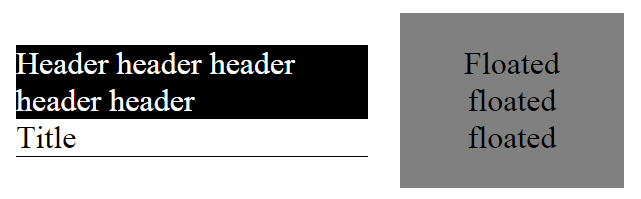 Header header header
header header
Title
Floated
floated
floated